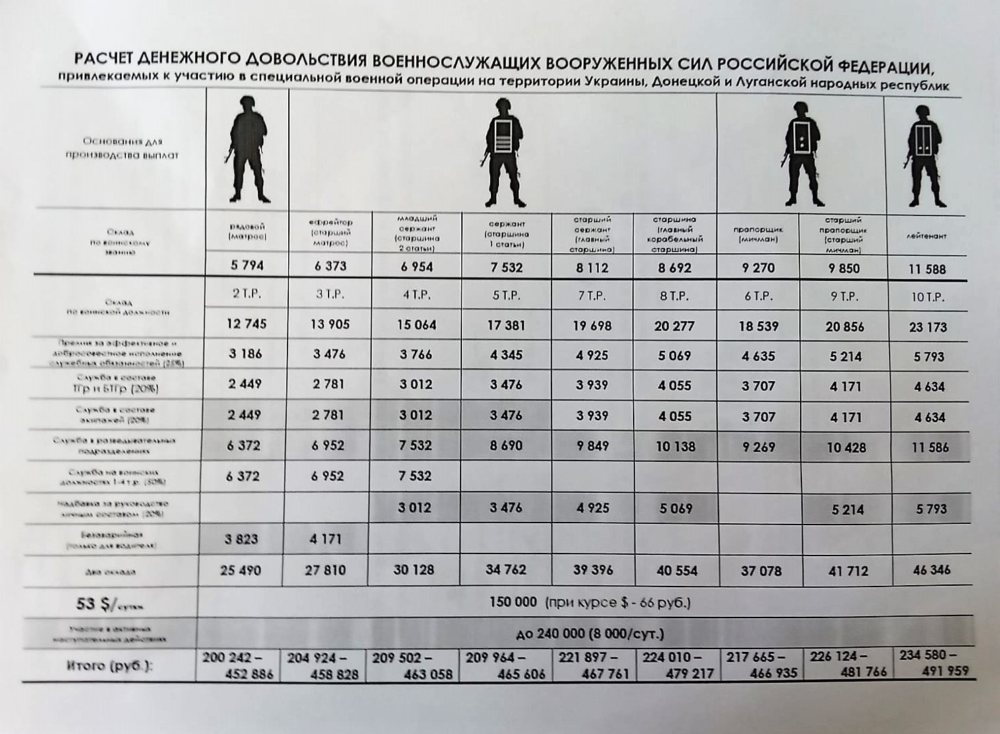 РАСЧЕТ ДЕНЕЖНОГО ДОВОЛЬСТВИЯ ВОЕННОСЛУЖАЩИХ ВООРУЖЕННЫХ СИЛ РОССИЙСКОЙ ФЕДЕРАЦИИ,
привлекаемых к участию в специальной военной операции на территории Украины, Донецкой и Луганской народных республик
Основания для
производства выплат
Оклад
по воинскому
званию
рядовой
(матрос)
ефрейтор
(старший
матрос)
младший
сержант
(старшина
2 статьи)
сержант
(старшина
1 статьи)
старший
сержант
(главный
старшина)
старшина
(главный
корабельный
старшина)
прапорщик
(мичман)
старший
прапорщик
(старший
мичман)
лейтенант
5 794 6 373 6 954 7 532 8 112 8 692 9 270 9 850 11 588
Оклад
по воинской должности
2 Т.Р. 3 Т.Р. 4 Т.Р. 5 Т.Р. 7 Т.Р. 8 Т.Р. 6 Т.Р. 9 Т.Р. 10 Т.Р.
12 745 13 905 15 064 17 381 19 698 20 277 18 539 20 856 23 173
Премия за эффективное и
добросовестное исполнение
служебных обязанностей (25%)
3 186 3 476 3 766 4 345 4 925 5 069 4 635 5 214 5 793
Служба в составе
ТГр и БТГр (20%)
2 449 2 781 3 012 3 476 3 939 4 055 3 707 4 171 4 634
Служба в составе
экипажей (20%)
2 449 2 781 3 012 3 476 3 939 4 055 3 707 4 171 4 634
Служба в разведывательных
подразделениях
6 372 6 952 7 532 8 690 9 849 10 138 9 269 10 428 11 586
Служба на воинских
должностях 1-4 т.р. (50%)
6 372 6 952 7 532
Надбавка за руководство
личным составом (20%)
3 012 3 476 4 925 5 069 5 214 5 793
Безаварийная
(только для водителя)
3 823 4 171
Два оклада
25 490 27 810 30 128 34 762 39 396 40 554 37 078 41 712 46 346
53 $/сутки
150 000 (при курсе $ - 66 руб.)
Участие в активных
наступательных действиях
до 240 000 (8 000/сут.)
Итого (руб.):
200 242 –
452 886
204 924 –
458 828
209 502 –
463 058
209 964 –
465 606
221 897 –
467 761
224 010 –
479 217
217 665 –
466 935
226 124 –
481 766
234 580 –
491 959